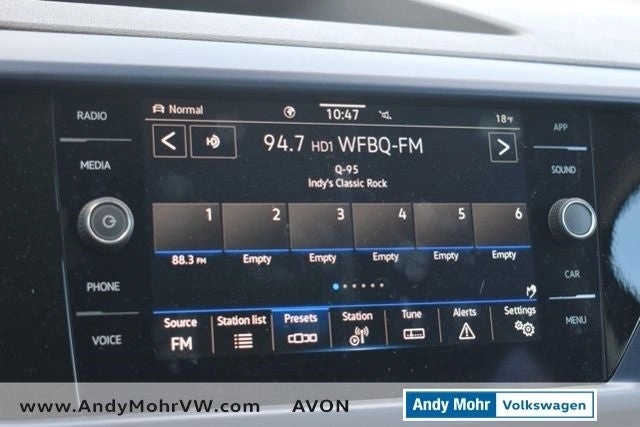 RADIO
MEDIA
PHONE
VOICE
Normal
10:47
18°F
94.7 HD1 WFBQ-FM
Q-95
Indy's Classic Rock
1 2 3 4 5 6
88.3 FM Empty Empty Empty Empty Empty
Source Station list Presets Station Tune Alerts Settings
FM
APP
SOUND
CAR
MENU
www.AndyMohrVW.com AVON Andy Mohr Volkswagen